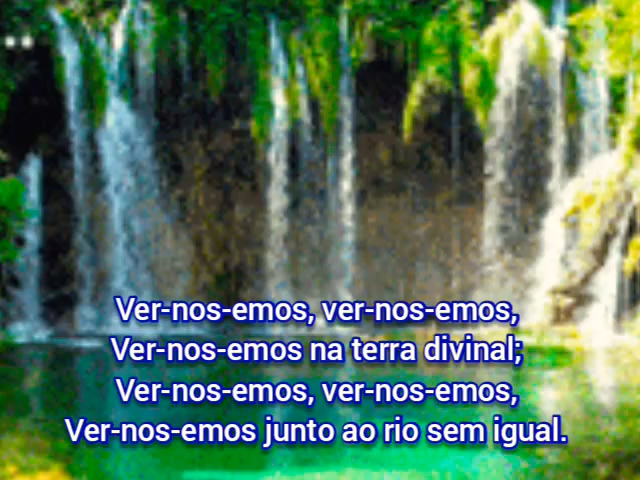 Ver-nos-emos, ver-nos-emos,
Ver-nos-emos na terra divinal;
Ver-nos-emos, ver-nos-emos,
Ver-nos-emos junto ao rio sem igual.